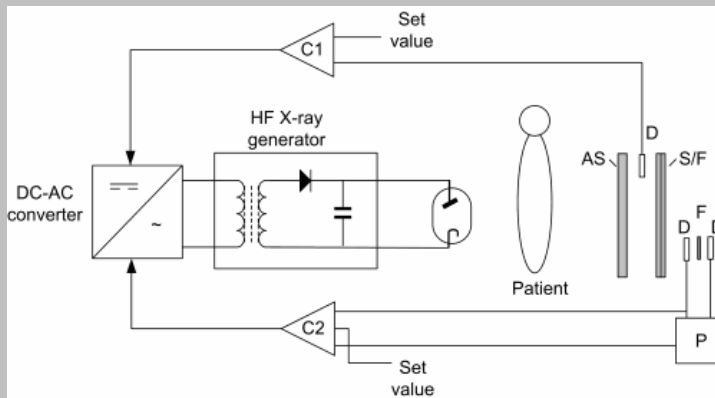 Set
value
C1
HF X-ray
generator
D
AS
S/F
DC-AC
converter
~
F
D
D
Patient
C2
P
Set
value